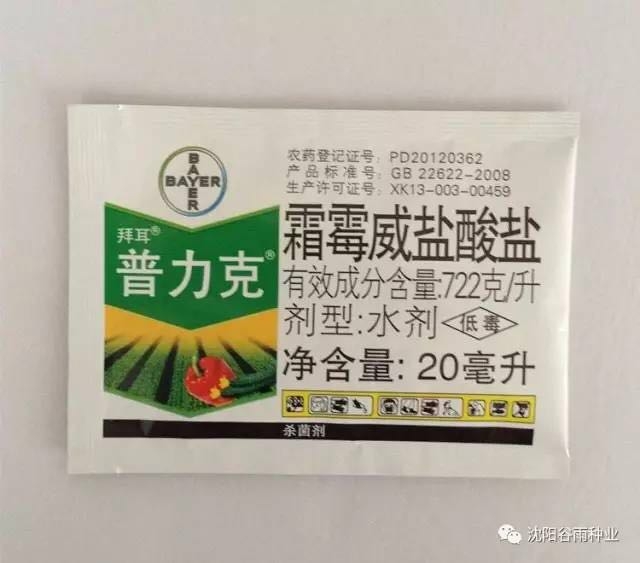 农药登记证号：PD20120362
产品标准号：GB 22622-2008
生产许可证号：XK13-003-00459
BAYER
BAYER
拜耳®
普力克®
霜霉威盐酸盐
有效成分含量:722克/升
剂型:水剂 低毒
净含量: 20毫升
杀菌剂
沈阳谷雨种业